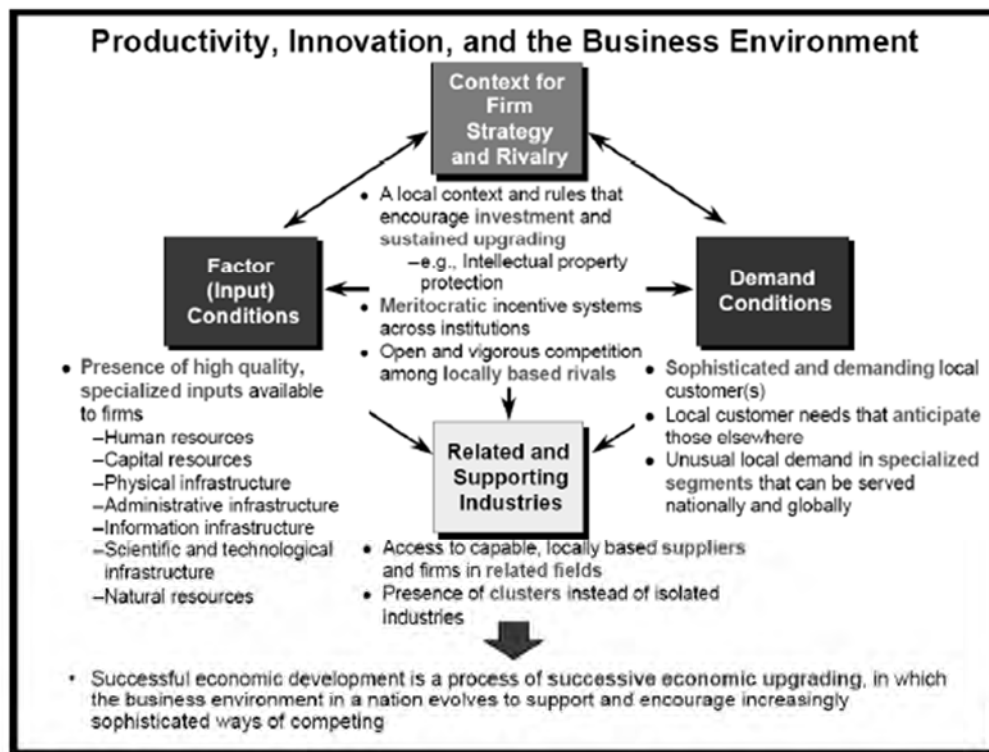 Productivity, Innovation, and the Business Environment
Context for
Firm
Strategy
and Rivalry
• A local context and rules that
encourage investment and
sustained upgrading
–e.g., Intellectual property
protection
• Meritocratic incentive systems
across institutions
• Open and vigorous competition
among locally based rivals
Factor
(Input)
Conditions
• Presence of high quality,
specialized inputs available
to firms
–Human resources
–Capital resources
–Physical infrastructure
–Administrative infrastructure
–Information infrastructure
–Scientific and technological
infrastructure
–Natural resources
Demand
Conditions
• Sophisticated and demanding local
customer(s)
• Local customer needs that anticipate
those elsewhere
• Unusual local demand in specialized
segments that can be served
nationally and globally
Related and
Supporting
Industries
• Access to capable, locally based suppliers
and firms in related fields
• Presence of clusters instead of isolated
industries
• Successful economic development is a process of successive economic upgrading, in which
the business environment in a nation evolves to support and encourage increasingly
sophisticated ways of competing